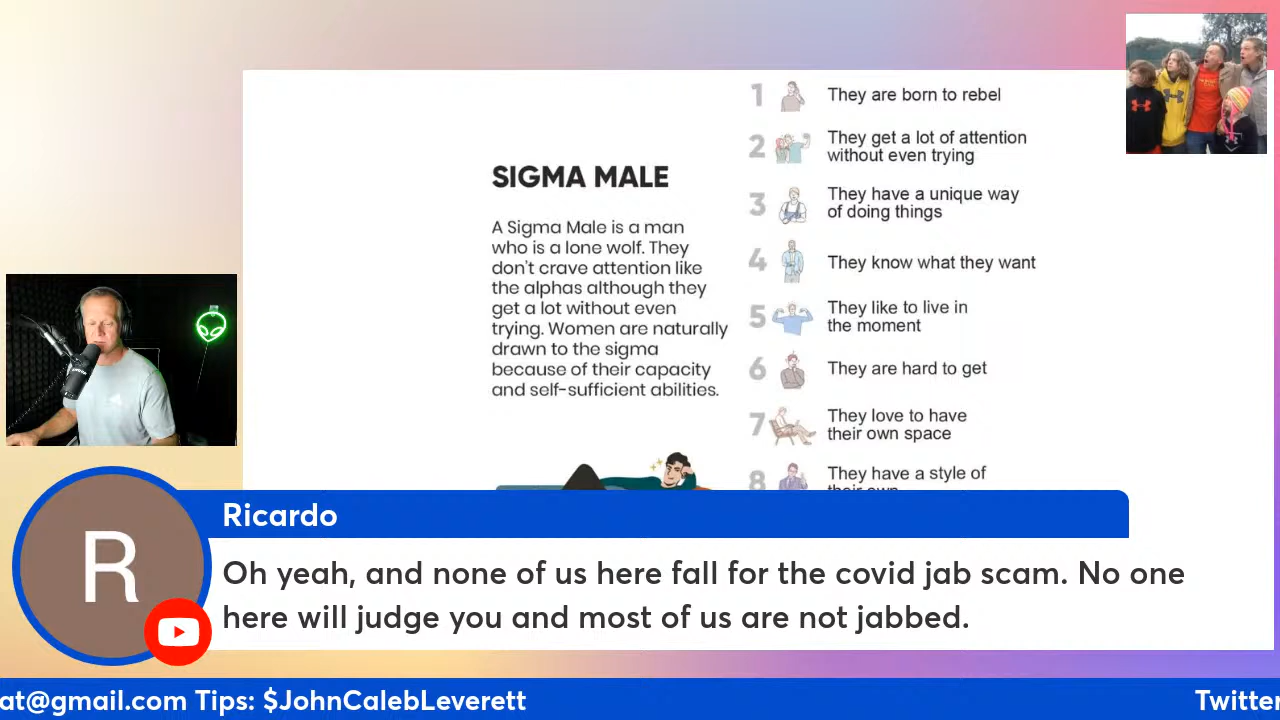 SIGMA MALE
A Sigma Male is a man
who is a lone wolf. They
don't crave attention like
the alphas although they
get a lot without even
trying. Women are naturally
drawn to the sigma
because of their capacity
and self-sufficient abilities.
1 They are born to rebel
2 They get a lot of attention
without even trying
3 They have a unique way
of doing things
4 They know what they want
5 They like to live in
the moment
6 They are hard to get
7 They love to have
their own space
8 They have a style of
their own
R
Ricardo
Oh yeah, and none of us here fall for the covid jab scam. No one
here will judge you and most of us are not jabbed.
at@gmail.com Tips: $JohnCalebLeverett
Twitter